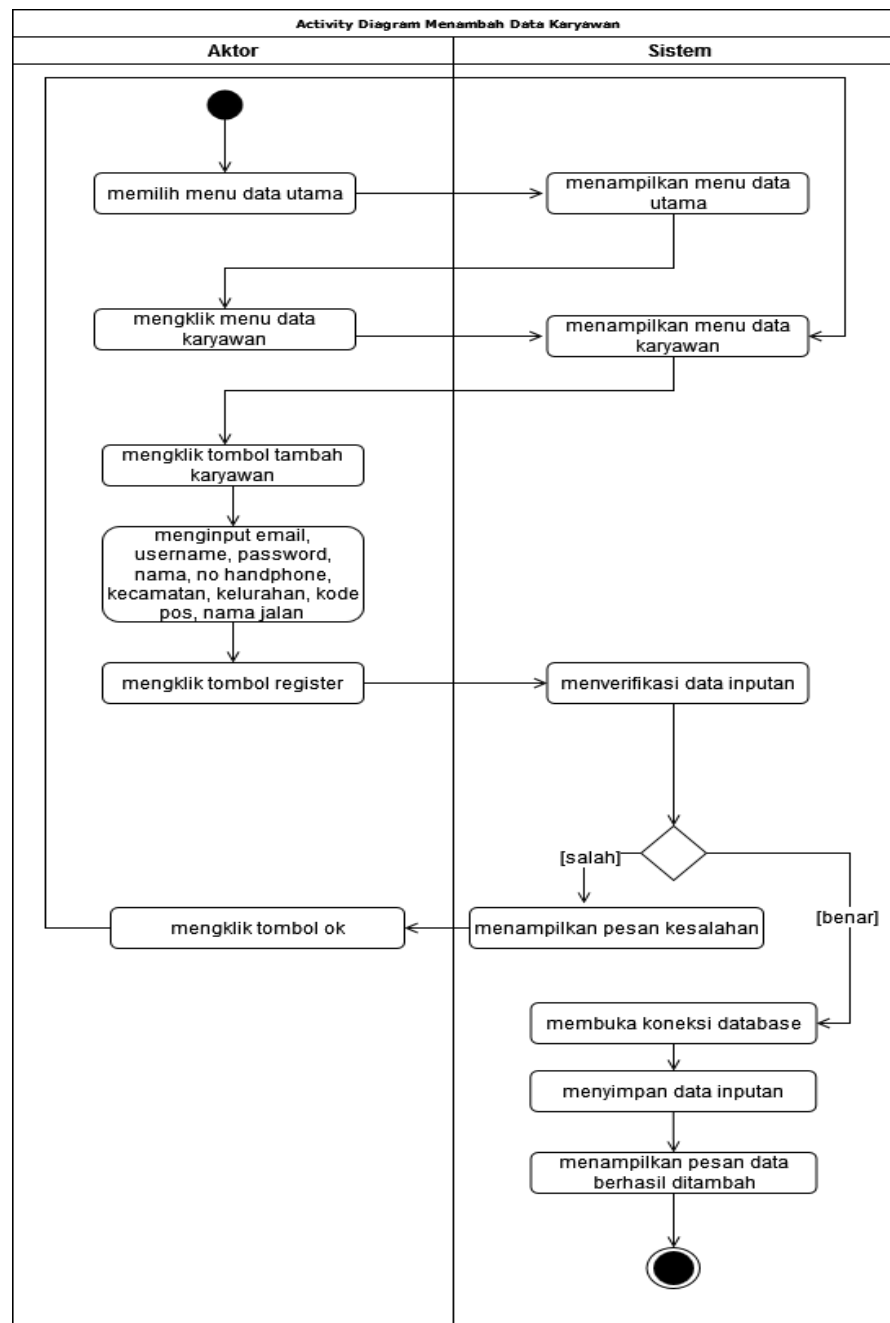 Activity Diagram Menambah Data Karyawan
Aktor
Sistem
memilih menu data utama
menampilkan menu data
utama
mengklik menu data
karyawan
menampilkan menu data
karyawan
mengklik tombol tambah
karyawan
menginput email,
username, password,
nama, no handphone,
kecamatan, kelurahan, kode
pos, nama jalan
mengklik tombol register
menverifikasi data inputan
[salah]
[benar]
mengklik tombol ok
menampilkan pesan kesalahan
membuka koneksi database
menyimpan data inputan
menampilkan pesan data
berhasil ditambah